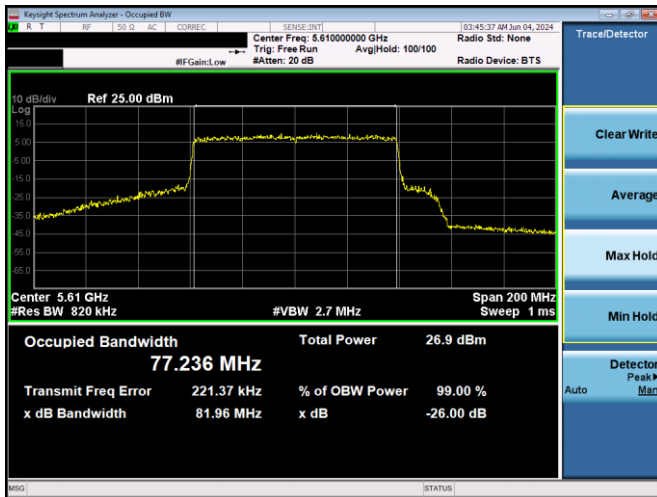 Keysight Spectrum Analyzer - Occupied BW
R T RF 50 Ω AC CORREC SENSE:INT 03:45:37 AM Jun 04, 2024
Center Freq: 5.610000000 GHz Radio Std: None
Trig: Free Run Avg|Hold: 100/100
#IFGain:Low #Atten: 20 dB Radio Device: BTS
10 dB/div Ref 25.00 dBm
Log
15.0
5.00
-5.00
-15.0
-25.0
-35.0
-45.0
-55.0
-65.0
Center 5.61 GHz Span 200 MHz
#Res BW 820 kHz #VBW 2.7 MHz Sweep 1 ms
Occupied Bandwidth Total Power 26.9 dBm
77.236 MHz
Transmit Freq Error 221.37 kHz % of OBW Power 99.00 %
x dB Bandwidth 81.96 MHz x dB -26.00 dB
MSG STATUS
Trace/Detector
Clear Write
Average
Max Hold
Min Hold
Detector
Peak
Auto Man